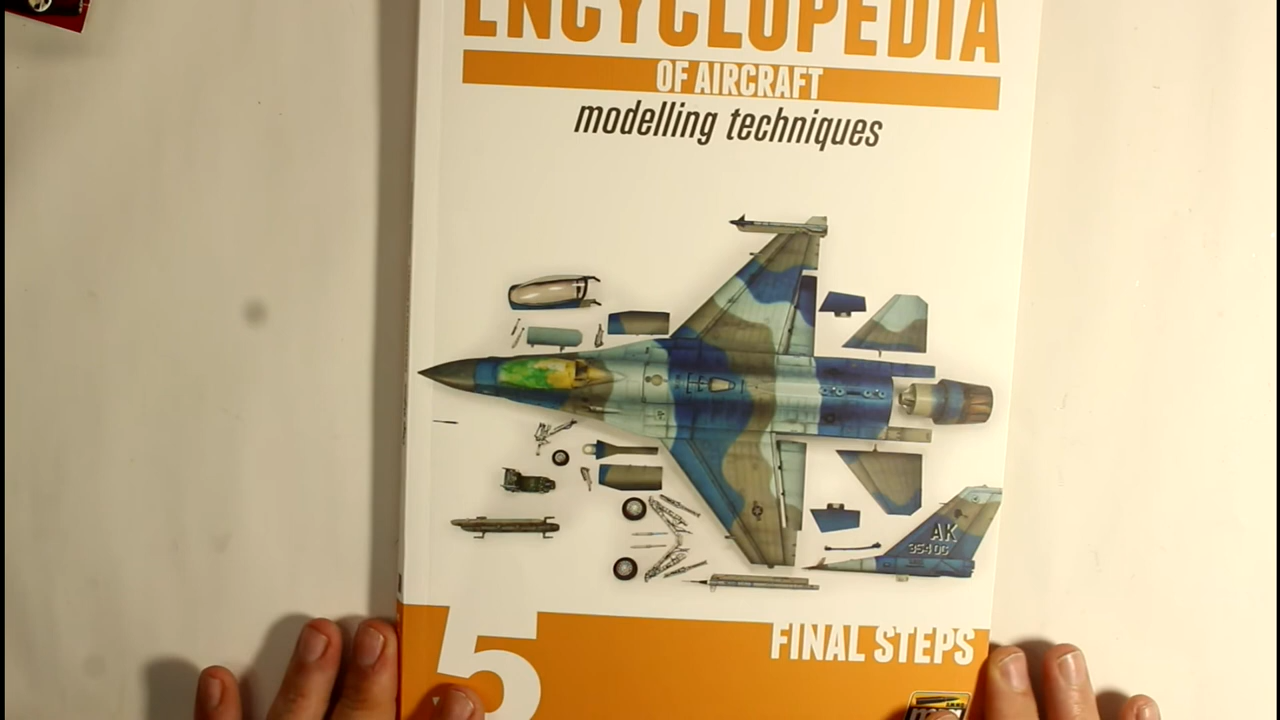 ENCYCLOPEDIA
OF AIRCRAFT
modelling techniques
AK
5
FINAL STEPS